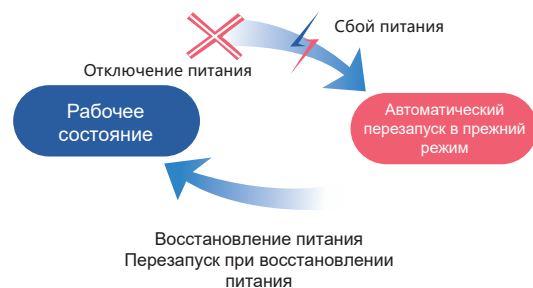 Сбой питания
Отключение питания
Рабочее
состояние
Автоматический
перезапуск в прежний
режим
Восстановление питания
Перезапуск при восстановлении
питания